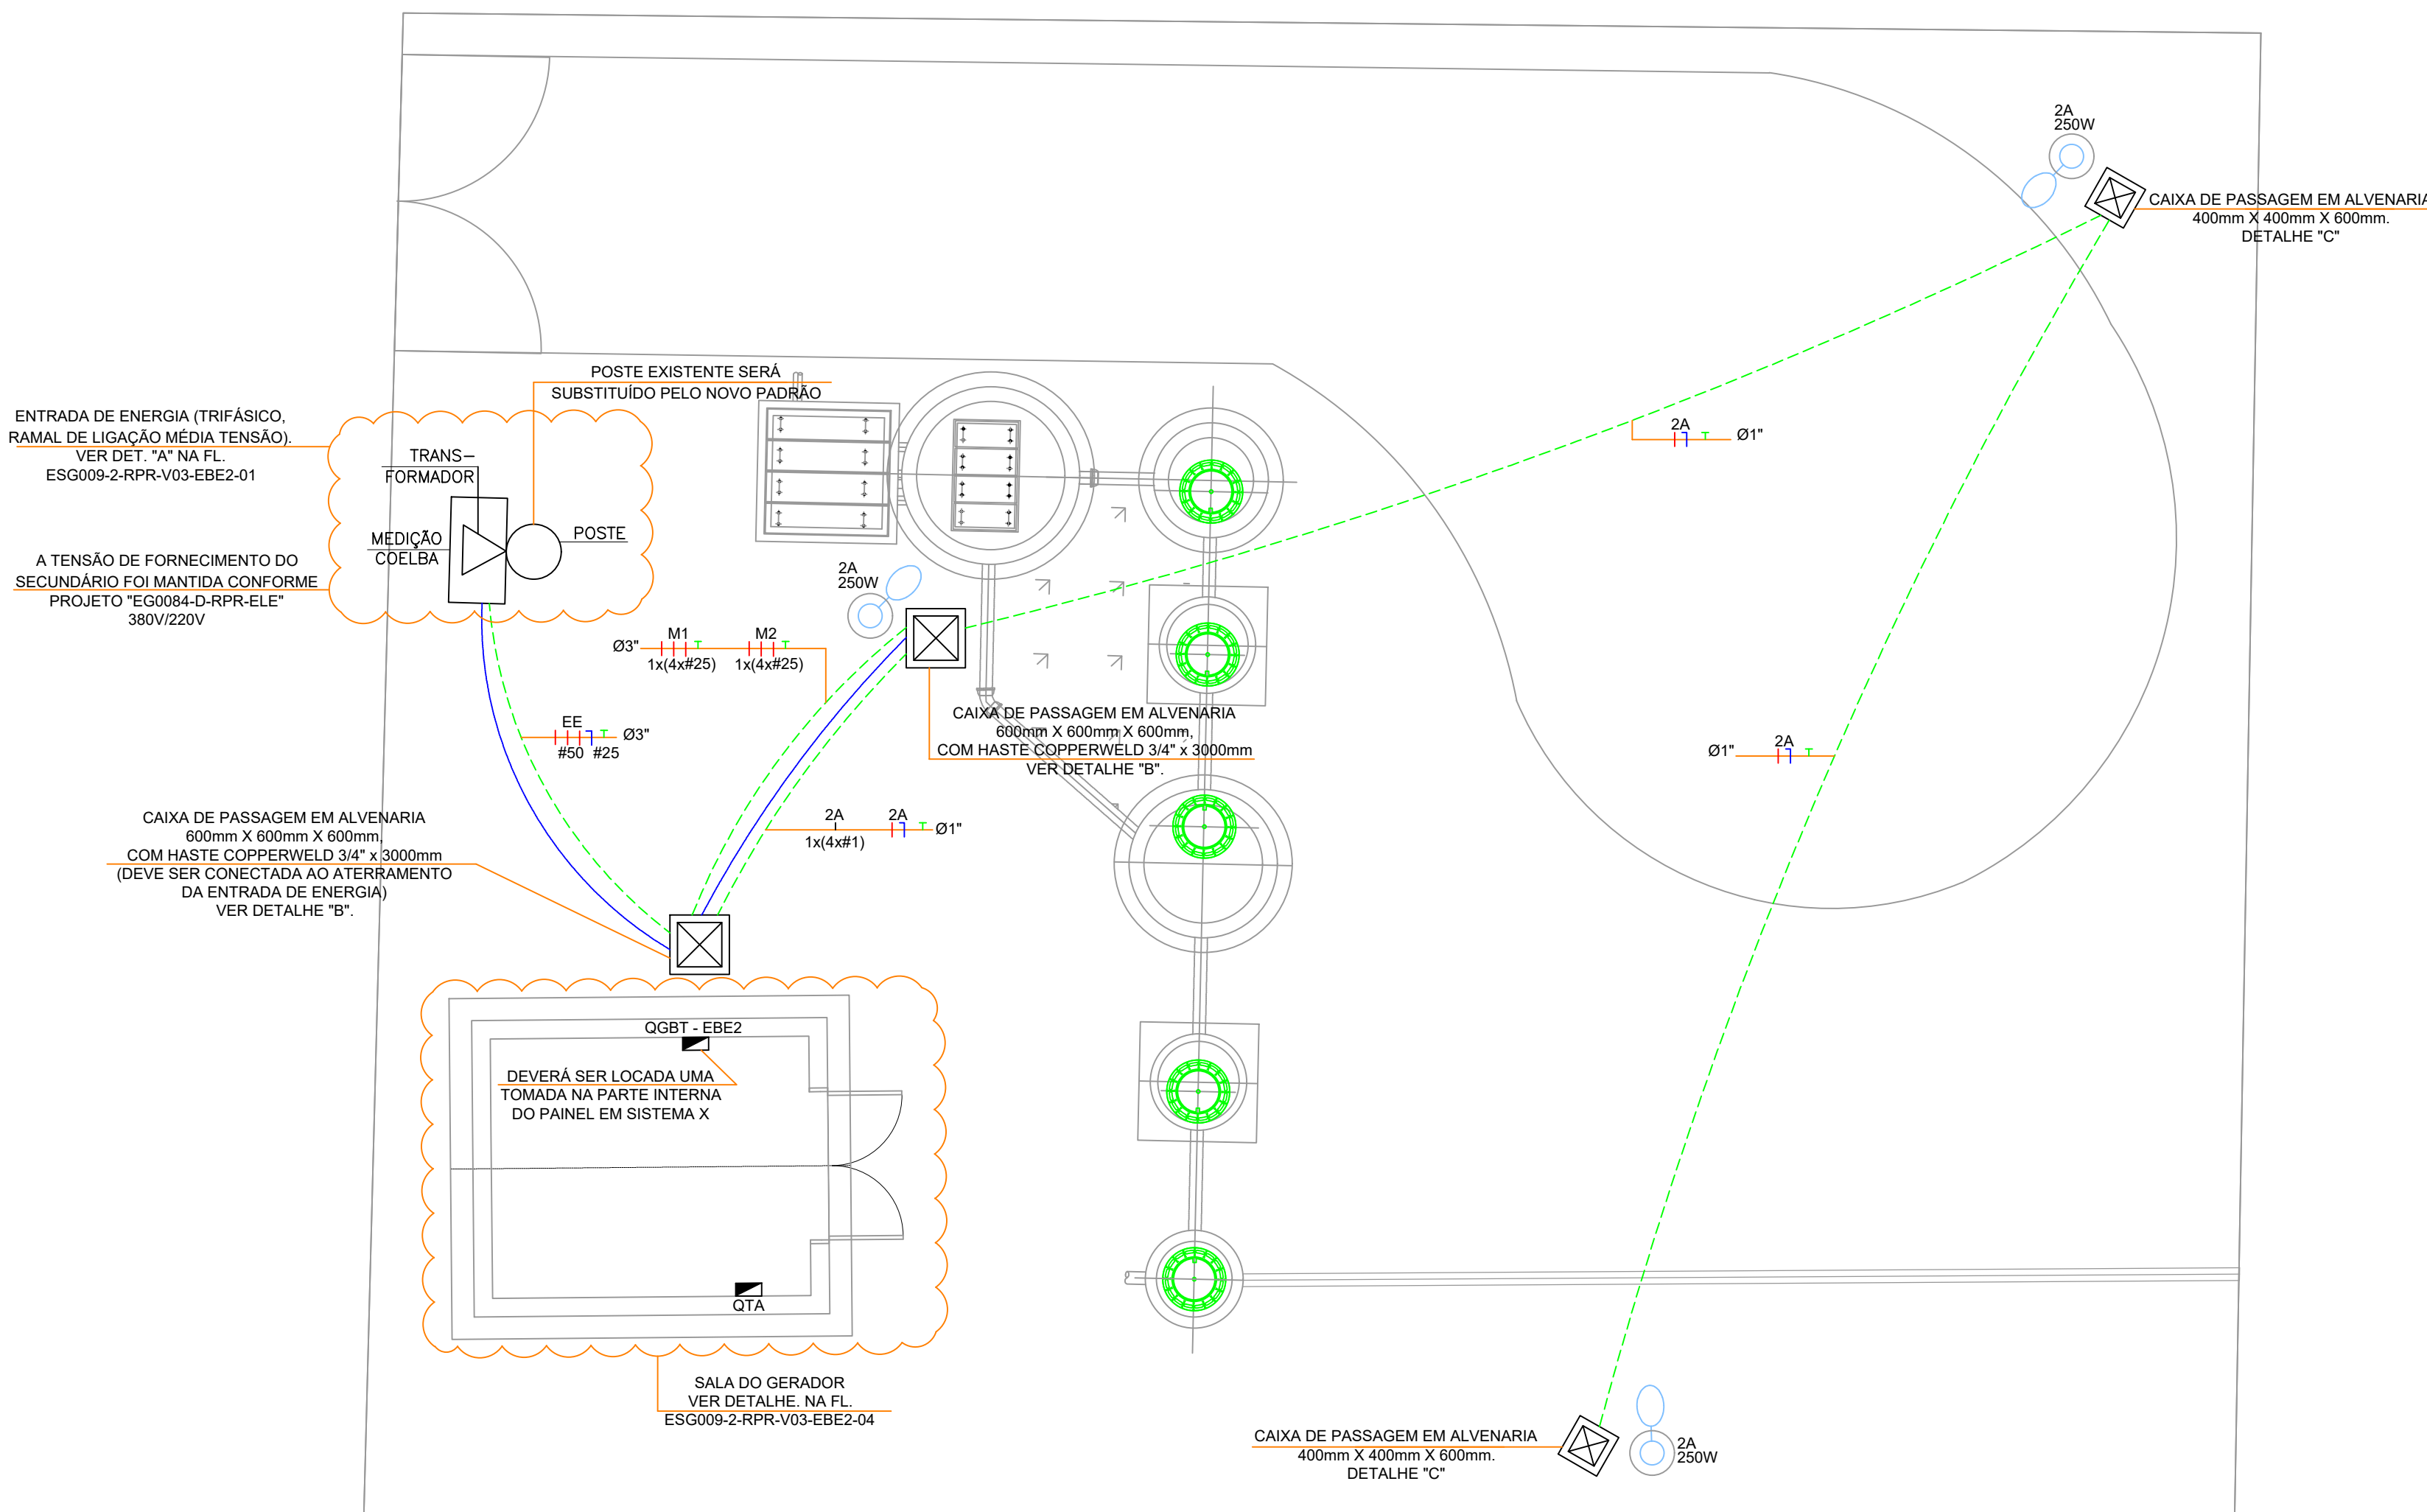 2A
250W
CAIXA DE PASSAGEM EM ALVENARIA
400mm X 400mm X 600mm.
DETALHE "C"
POSTE EXISTENTE SERÁ
SUBSTITUÍDO PELO NOVO PADRÃO
ENTRADA DE ENERGIA (TRIFÁSICO,
RAMAL DE LIGAÇÃO MÉDIA TENSÃO).
VER DET. "A" NA FL.
ESG009-2-RPR-V03-EBE2-01
TRANS-
FORMADOR
MEDIÇÃO
COELBA
POSTE
A TENSÃO DE FORNECIMENTO DO
SECUNDÁRIO FOI MANTIDA CONFORME
PROJETO "EG0084-D-RPR-ELE"
380V/220V
2A
Ø1"
2A
250W
Ø3"
M1
1x(4x#25)
M2
1x(4x#25)
EE
#50 #25
Ø3"
CAIXA DE PASSAGEM EM ALVENARIA
600mm X 600mm X 600mm,
COM HASTE COPPERWELD 3/4" x 3000mm
VER DETALHE "B".
Ø1"
2A
CAIXA DE PASSAGEM EM ALVENARIA
600mm X 600mm X 600mm,
COM HASTE COPPERWELD 3/4" x 3000mm
(DEVE SER CONECTADA AO ATERRAMENTO
DA ENTRADA DE ENERGIA)
VER DETALHE "B".
2A
1x(4x#1)
2A
Ø1"
QGBT - EBE2
DEVERÁ SER LOCADA UMA
TOMADA NA PARTE INTERNA
DO PAINEL EM SISTEMA X
QTA
SALA DO GERADOR
VER DETALHE. NA FL.
ESG009-2-RPR-V03-EBE2-04
CAIXA DE PASSAGEM EM ALVENARIA
400mm X 400mm X 600mm.
DETALHE "C"
2A
250W